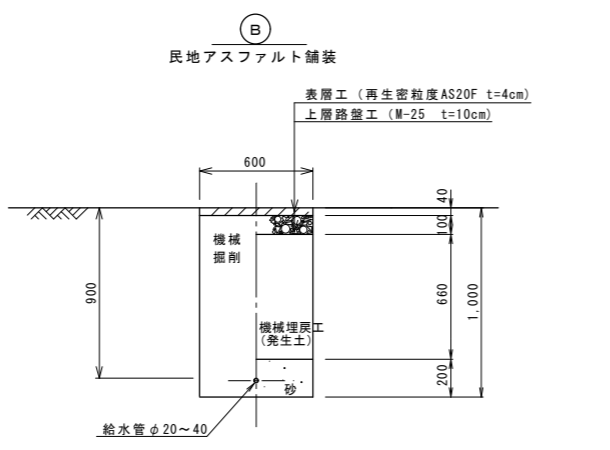 B
民地アスファルト舗装
表層工（再生密粒度AS20F t=4cm)
上層路盤工（M-25 t=10cm)
600
40
100
機械
掘削
900
660
1,000
機械埋戻工
(発生土)
200
砂
給水管φ20～40